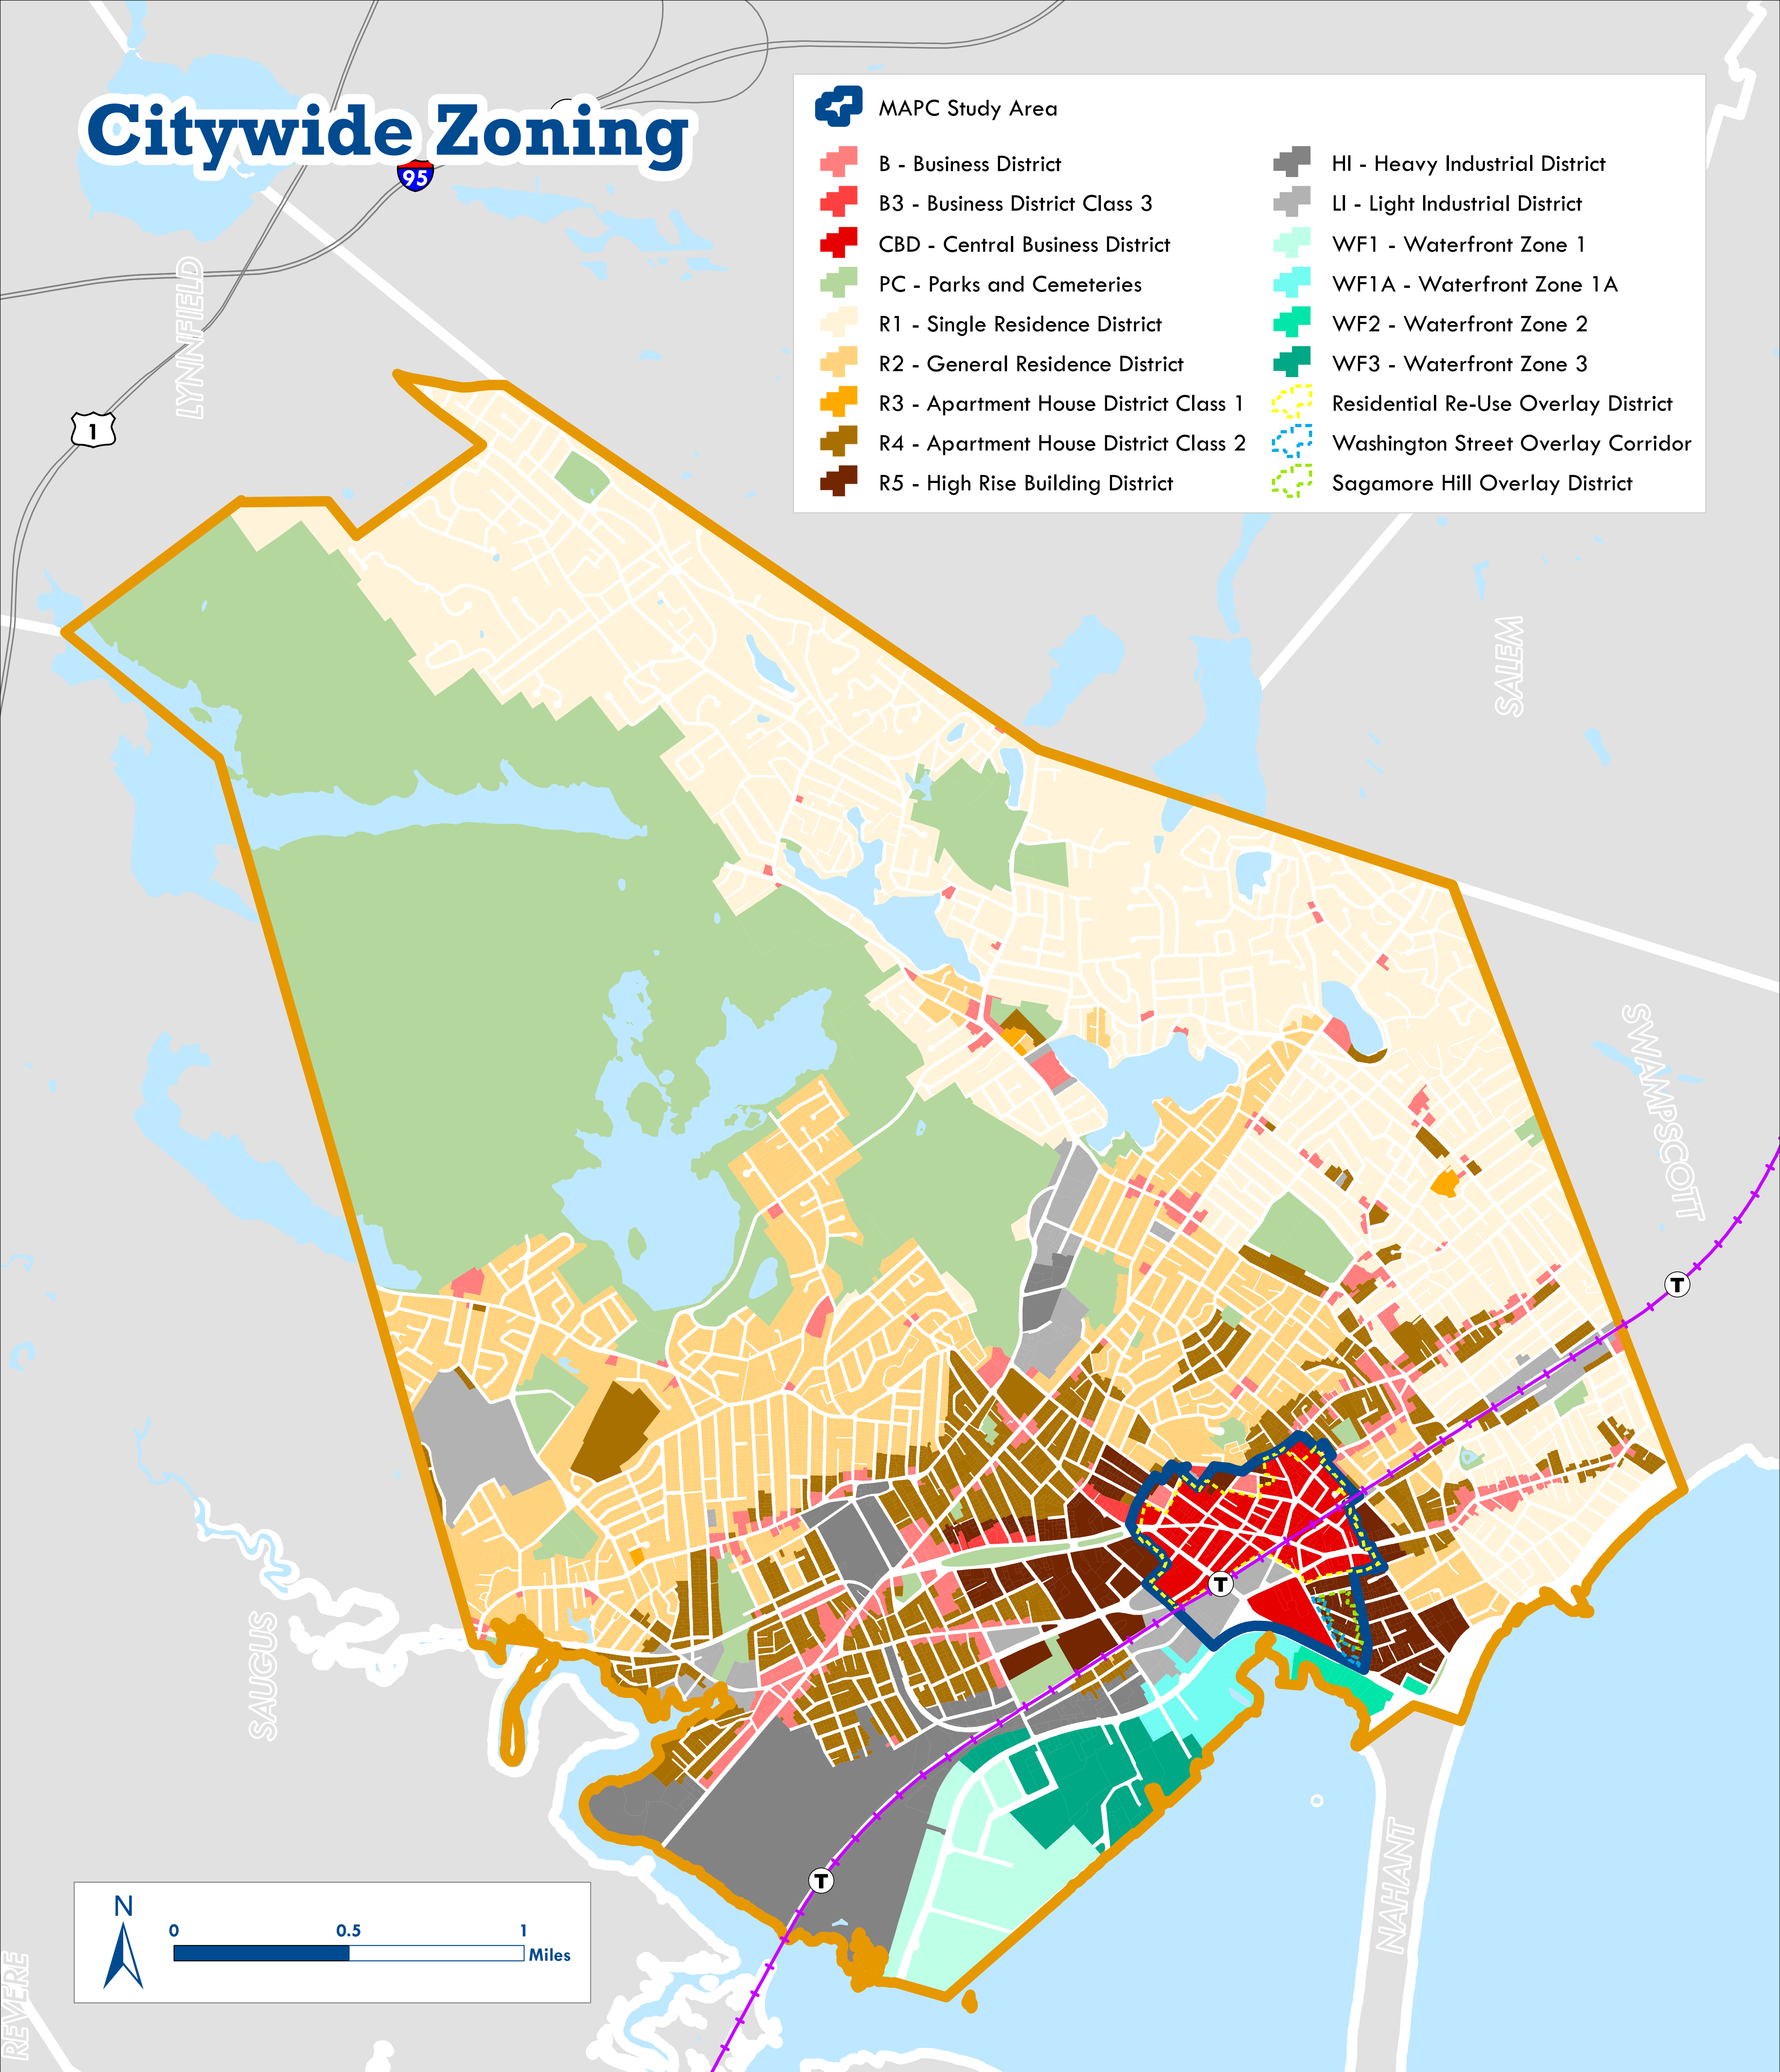 Citywide Zoning
95
1
MAPC Study Area
B - Business District
B3 - Business District Class 3
CBD - Central Business District
PC - Parks and Cemeteries
R1 - Single Residence District
R2 - General Residence District
R3 - Apartment House District Class 1
R4 - Apartment House District Class 2
R5 - High Rise Building District
HI - Heavy Industrial District
LI - Light Industrial District
WF1 - Waterfront Zone 1
WF1A - Waterfront Zone 1A
WF2 - Waterfront Zone 2
WF3 - Waterfront Zone 3
Residential Re-Use Overlay District
Washington Street Overlay Corridor
Sagamore Hill Overlay District
LYNNFIELD
SALEM
SWAMPSCOTT
T
T
T
SAUGUS
NAHANT
REVERE
N
0 0.5 1
Miles